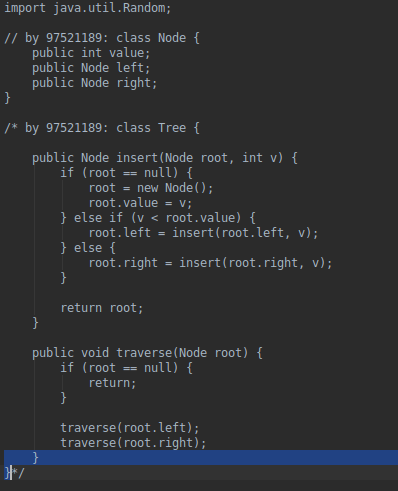 import java.util.Random;
// by 97521189: class Node {
public int value;
public Node left;
public Node right;
}
/* by 97521189: class Tree {
public Node insert(Node root, int v) {
if (root == null) {
root = new Node();
root.value = v;
} else if (v < root.value) {
root.left = insert(root.left, v);
} else {
root.right = insert(root.right, v);
}
return root;
}
public void traverse(Node root) {
if (root == null) {
return;
}
traverse(root.left);
traverse(root.right);
}
}*/